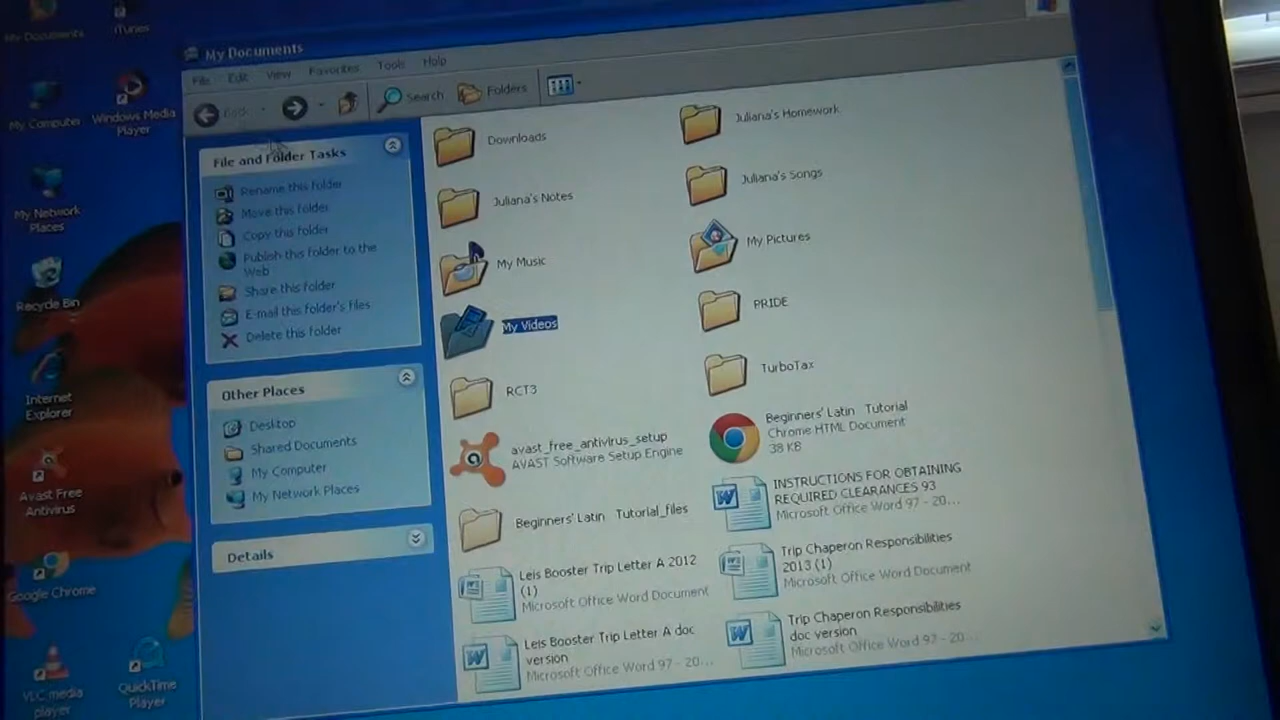 My Documents
iTunes
My Computer
Windows Media
Player
My Network
Places
Recycle Bin
Internet
Explorer
Avast Free
Antivirus
Google Chrome
VLC media
player
QuickTime
Player
My Documents
File
Edit
View
Favorites
Tools
Help
Back
Search
Folders
File and Folder Tasks
Rename this folder
Move this folder
Copy this folder
Publish this folder to the
Web
Share this folder
E-mail this folder's files
Delete this folder
Other Places
Desktop
Shared Documents
My Computer
My Network Places
Details
Downloads
Juliana's Homework
Juliana's Notes
Juliana's Songs
My Music
My Pictures
My Videos
PRIDE
RCT3
TurboTax
avast_free_antivirus_setup
AVAST Software Setup Engine
Beginners' Latin Tutorial
Chrome HTML Document
38 KB
Beginners' Latin Tutorial_files
INSTRUCTIONS FOR OBTAINING
REQUIRED CLEARANCES 93
Microsoft Office Word 97 - 20...
Leis Booster Trip Letter A 2012
(1)
Microsoft Office Word Document
Trip Chaperon Responsibilities
2013 (1)
Microsoft Office Word Document
Leis Booster Trip Letter A doc
version
Microsoft Office Word 97 - 20...
Trip Chaperon Responsibilities
doc version
Microsoft Office Word 97 - 20...